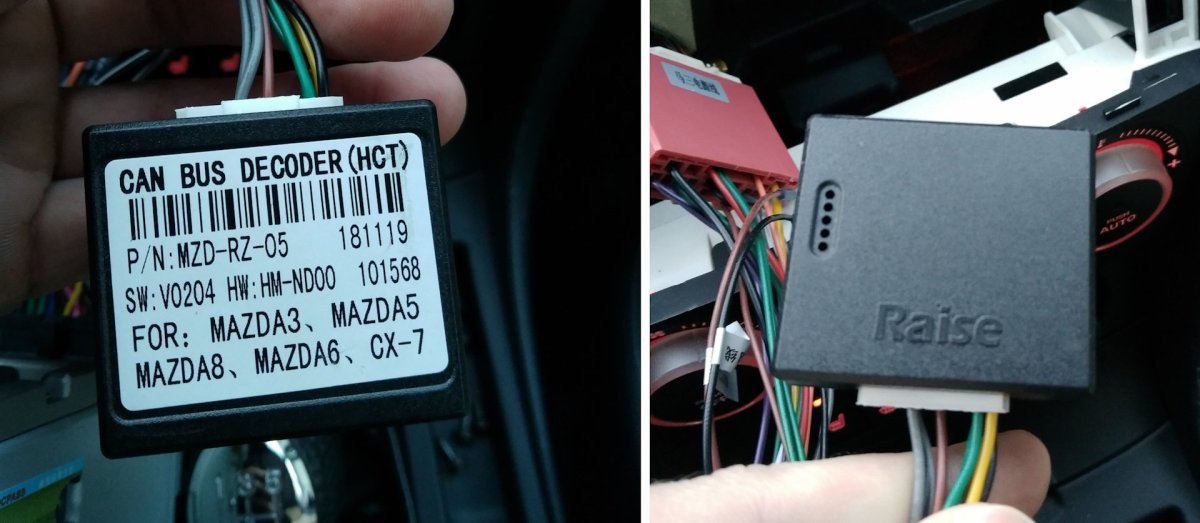 CAN BUS DECODER(HCT)
P/N:MZD-RZ-05 181119
SW:V0204 HW:HM-ND00 101568
FOR: MAZDA3、MAZDA5
MAZDA8、MAZDA6、CX-7
Raise
PUSH
AUTO